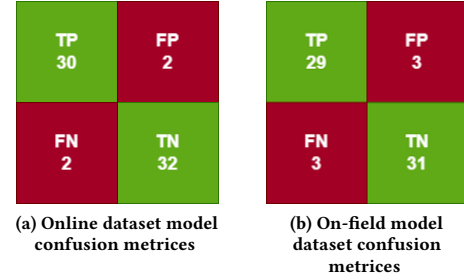 TP
30
FP
2
FN
2
TN
32
(a) Online dataset model
confusion metrices
TP
29
FP
3
FN
3
TN
31
(b) On-field model
dataset confusion
metrices